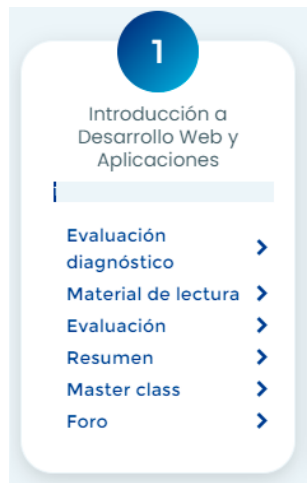 1
Introducción a
Desarrollo Web y
Aplicaciones
Evaluación
diagnóstico
Material de lectura
Evaluación
Resumen
Master class
Foro